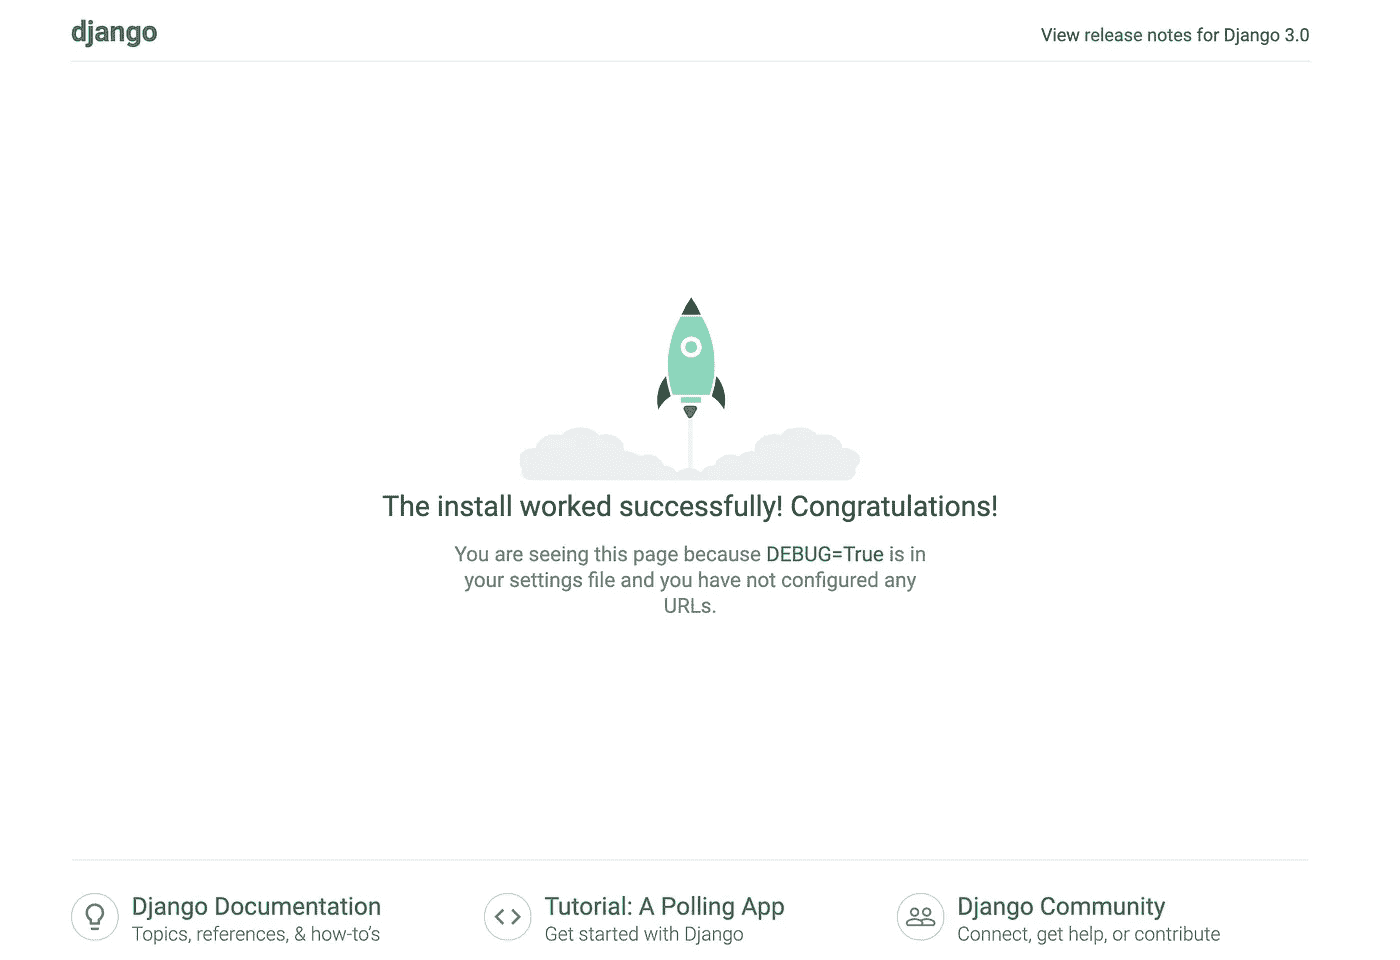 django
View release notes for Django 3.0
The install worked successfully! Congratulations!
You are seeing this page because DEBUG=True is in
your settings file and you have not configured any
URLs.
Django Documentation
Topics, references, & how-to’s
Tutorial: A Polling App
Get started with Django
Django Community
Connect, get help, or contribute